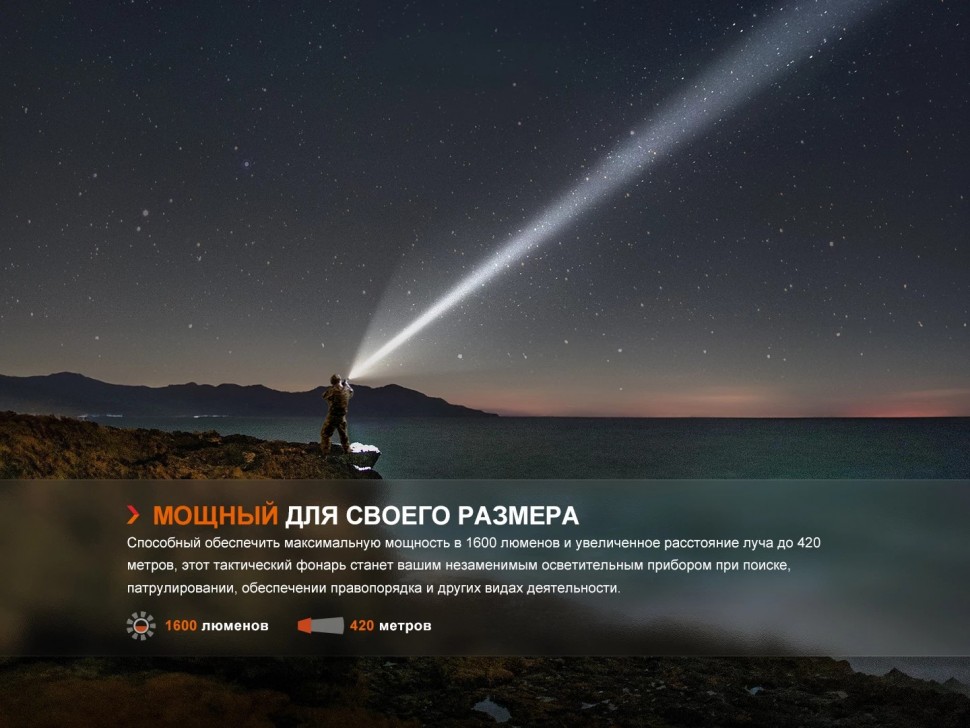 МОЩНЫЙ ДЛЯ СВОЕГО РАЗМЕРА
Способный обеспечить максимальную мощность в 1600 люменов и увеличенное расстояние луча до 420
метров, этот тактический фонарь станет вашим незаменимым осветительным прибором при поиске,
патрулировании, обеспечении правопорядка и других видах деятельности.
1600 люменов 420 метров